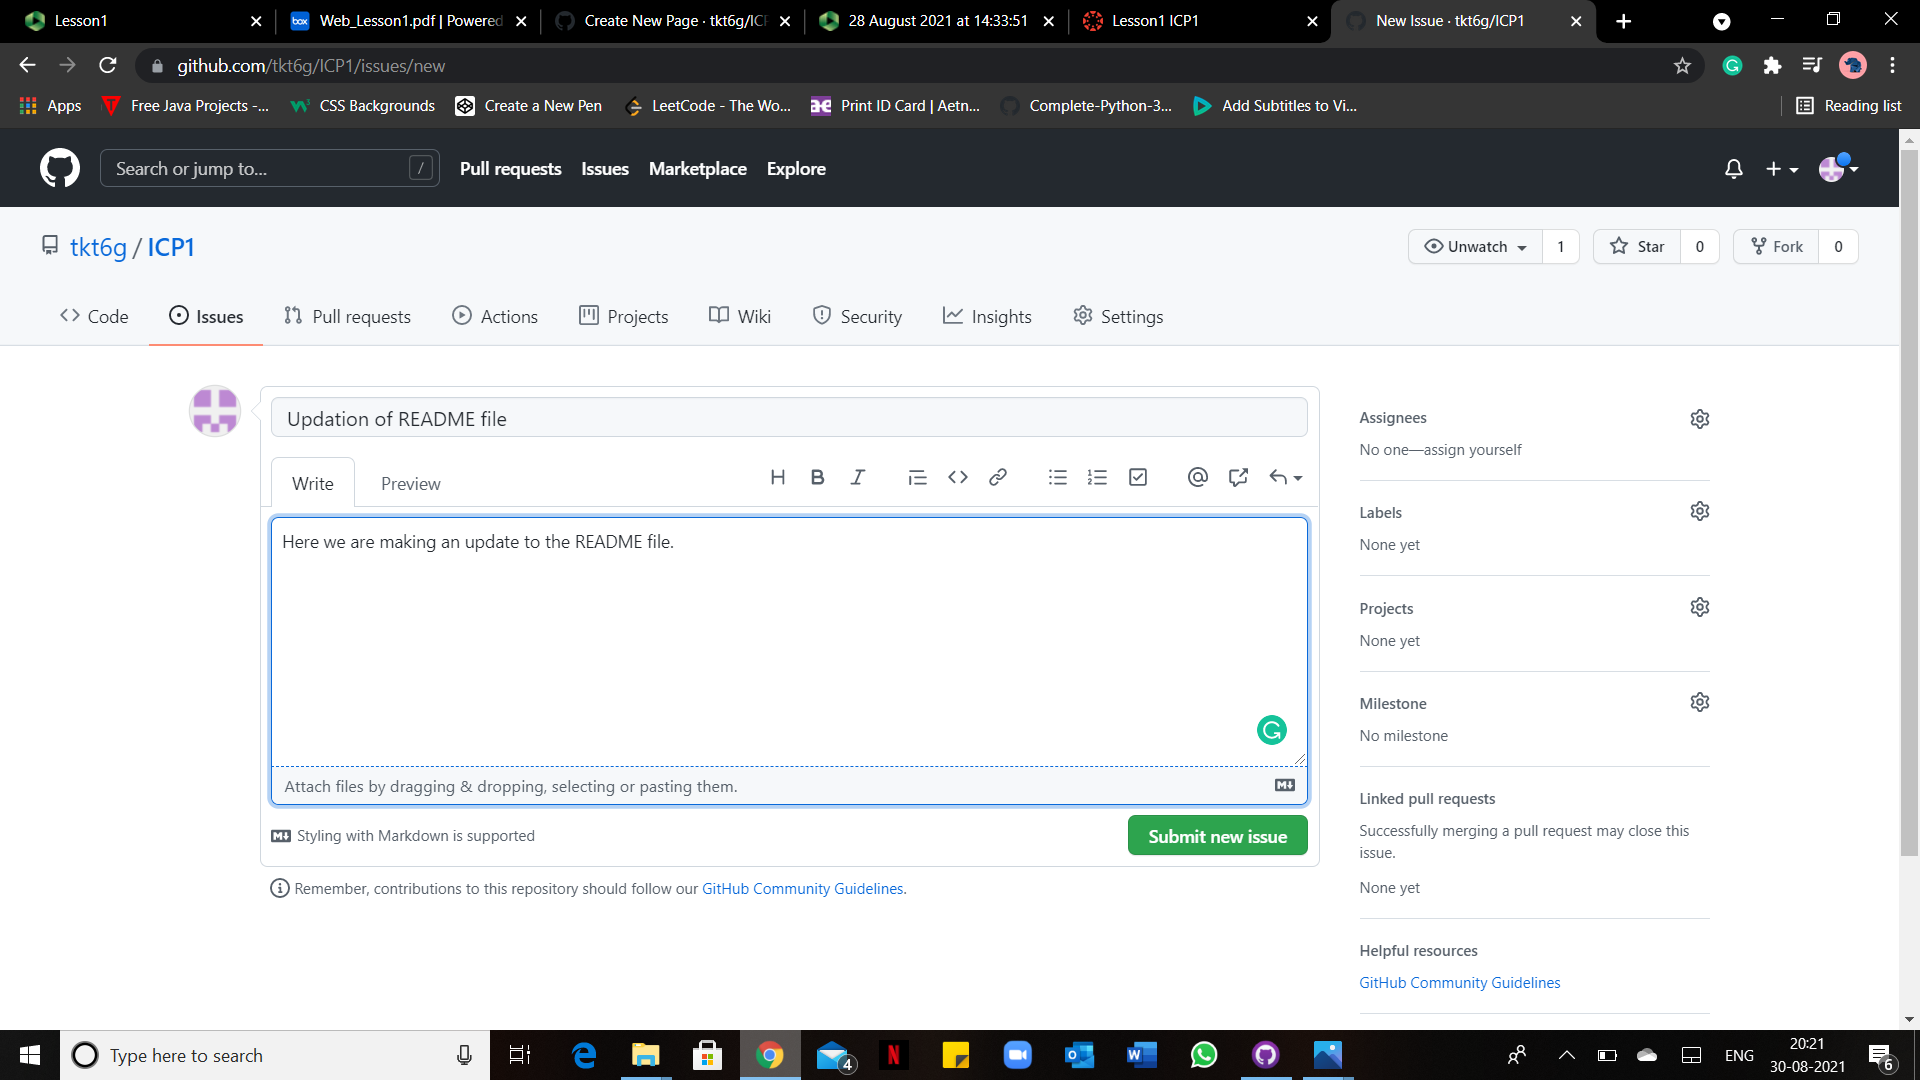 Lesson1
Web_Lesson1.pdf | Powered
Create New Page · tkt6g/ICP
28 August 2021 at 14:33:51
Lesson1 ICP1
New Issue · tkt6g/ICP1
github.com/tkt6g/ICP1/issues/new
Apps
Free Java Projects -...
CSS Backgrounds
Create a New Pen
LeetCode - The Wo...
Print ID Card | Aetn...
Complete-Python-3...
Add Subtitles to Vi...
Reading list
Search or jump to...
/
Pull requests
Issues
Marketplace
Explore
tkt6g / ICP1
Unwatch
1
Star
0
Fork
0
Code
Issues
Pull requests
Actions
Projects
Wiki
Security
Insights
Settings
Updation of README file
Write
Preview
Here we are making an update to the README file.
Attach files by dragging & dropping, selecting or pasting them.
Styling with Markdown is supported
Submit new issue
Remember, contributions to this repository should follow our GitHub Community Guidelines.
Assignees
No one—assign yourself
Labels
None yet
Projects
None yet
Milestone
No milestone
Linked pull requests
Successfully merging a pull request may close this
issue.
None yet
Helpful resources
GitHub Community Guidelines
Type here to search
4
ENG
20:21
30-08-2021
6